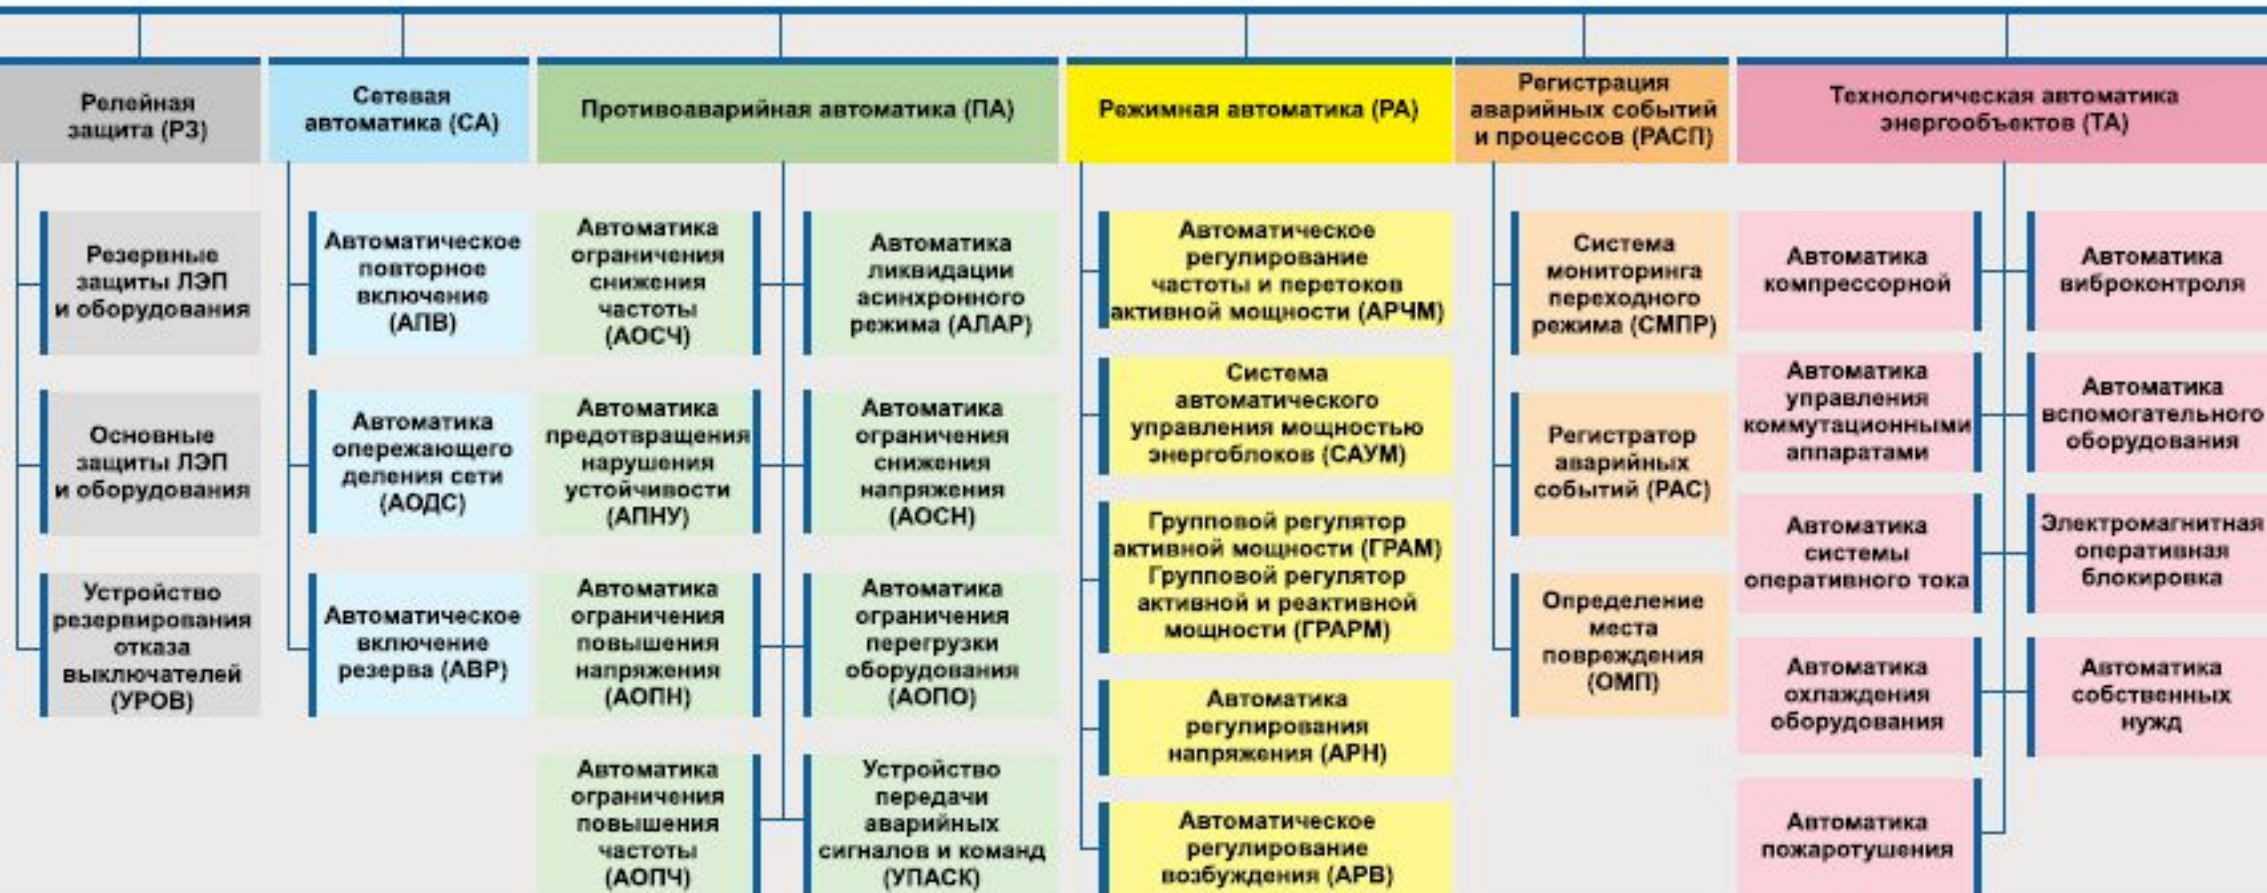 Релейная
защита (РЗ)
Резервные
защиты ЛЭП
и оборудования
Основные
защиты ЛЭП
и оборудования
Устройство
резервирования
отказа
выключателей
(УРОВ)
Сетевая
автоматика (СА)
Автоматическое
повторное
включение
(АПВ)
Автоматика
опережающего
деления сети
(АОДС)
Автоматическое
включение
резерва (АВР)
Противоаварийная автоматика (ПА)
Автоматика
ограничения
снижения
частоты
(АОСЧ)
Автоматика
предотвращения
нарушения
устойчивости
(АПНУ)
Автоматика
ограничения
повышения
напряжения
(АОПН)
Автоматика
ограничения
повышения
частоты
(АОПЧ)
Автоматика
ликвидации
асинхронного
режима (АЛАР)
Автоматика
ограничения
снижения
напряжения
(АОСН)
Автоматика
ограничения
перегрузки
оборудования
(АОПО)
Устройство
передачи
аварийных
сигналов и команд
(УПАСК)
Режимная автоматика (РА)
Автоматическое
регулирование
частоты и перетоков
активной мощности (АРЧМ)
Система
автоматического
управления мощностью
энергоблоков (САУМ)
Групповой регулятор
активной мощности (ГРАМ)
Групповой регулятор
активной и реактивной
мощности (ГРАРМ)
Автоматика
регулирования
напряжения (АРН)
Автоматическое
регулирование
возбуждения (АРВ)
Регистрация
аварийных событий
и процессов (РАСП)
Система
мониторинга
переходного
режима (СМПР)
Регистратор
аварийных
событий (РАС)
Определение
места
повреждения
(ОМП)
Технологическая автоматика
энергообъектов (ТА)
Автоматика
компрессорной
Автоматика
управления
коммутационными
аппаратами
Автоматика
системы
оперативного тока
Автоматика
охлаждения
оборудования
Автоматика
пожаротушения
Автоматика
виброконтроля
Автоматика
вспомогательного
оборудования
Электромагнитная
оперативная
блокировка
Автоматика
собственных
нужд